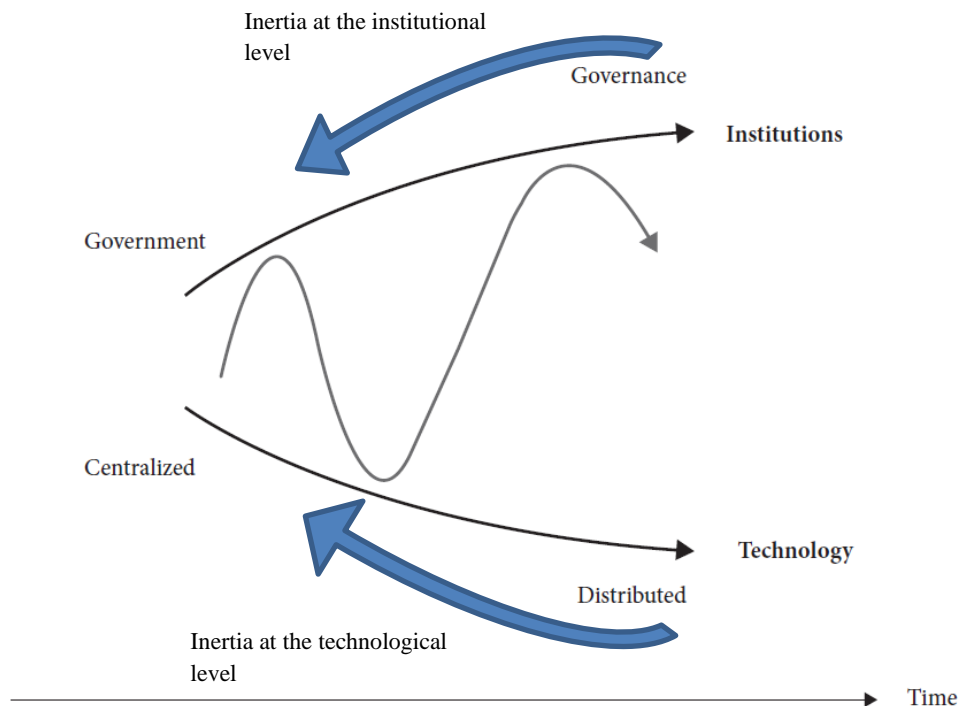 Inertia at the institutional
level
Governance
Institutions
Government
Centralized
Technology
Distributed
Inertia at the technological
level
Time